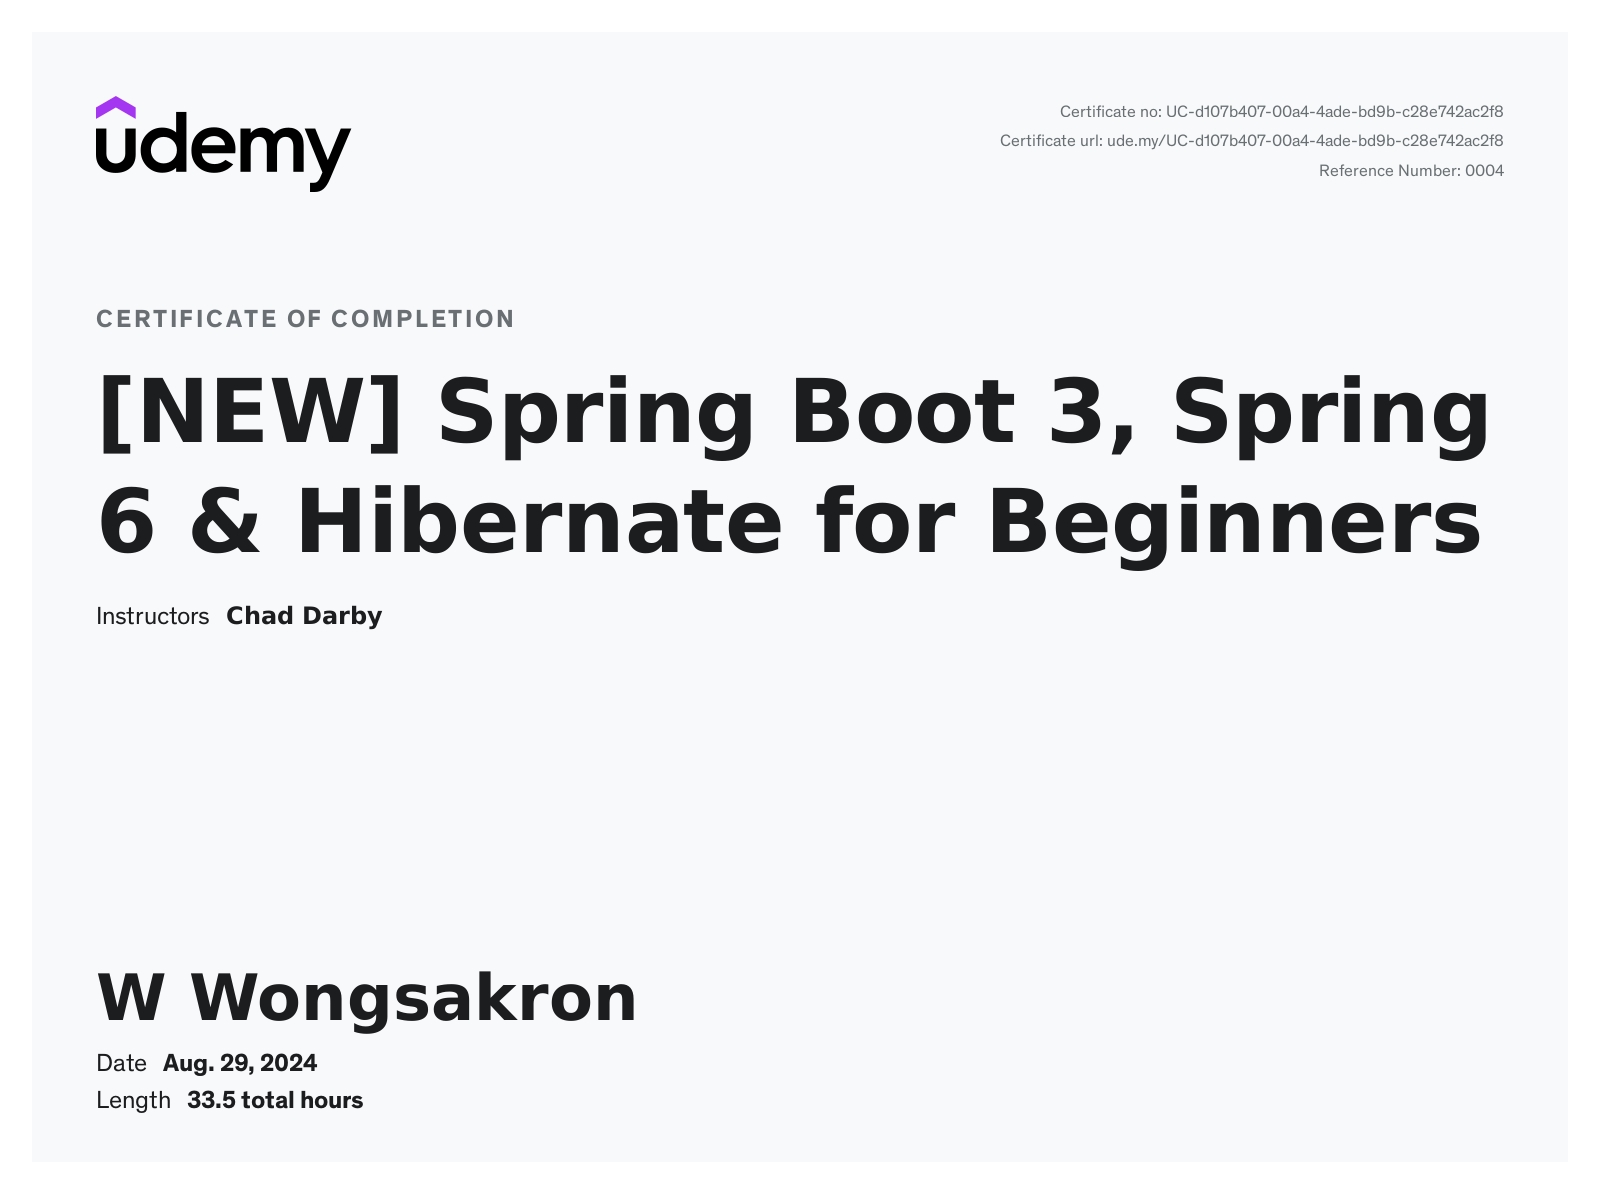 udemy
Certificate no: UC-d107b407-00a4-4ade-bd9b-c28e742ac2f8
Certificate url: ude.my/UC-d107b407-00a4-4ade-bd9b-c28e742ac2f8
Reference Number: 0004
CERTIFICATE OF COMPLETION
[NEW] Spring Boot 3, Spring
6 & Hibernate for Beginners
Instructors Chad Darby
W Wongsakron
Date Aug. 29, 2024
Length 33.5 total hours